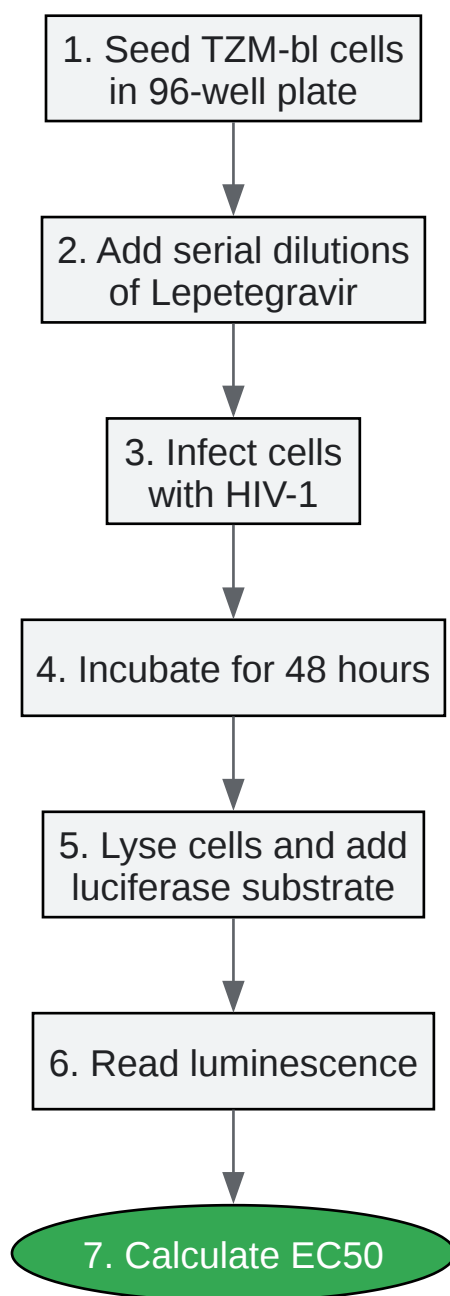 1. Seed TZM-bl cells
in 96-well plate
2. Add serial dilutions
of Lepetegravir
3. Infect cells
with HIV-1
4. Incubate for 48 hours
5. Lyse cells and add
luciferase substrate
6. Read luminescence
7. Calculate EC50